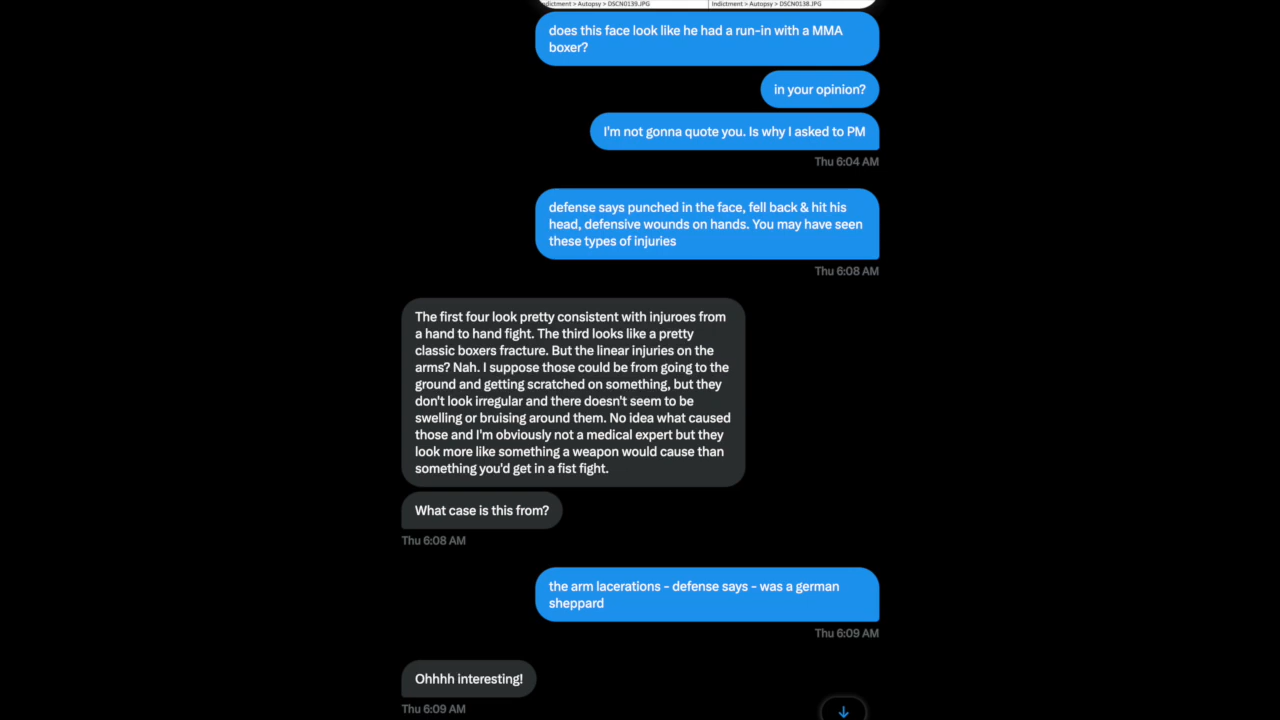 Indictment > Autopsy > DSCN0139.JPG
Indictment > Autopsy > DSCN0138.JPG
does this face look like he had a run-in with a MMA
boxer?
in your opinion?
I'm not gonna quote you. Is why I asked to PM
Thu 6:04 AM
defense says punched in the face, fell back & hit his
head, defensive wounds on hands. You may have seen
these types of injuries
Thu 6:08 AM
The first four look pretty consistent with injuroes from
a hand to hand fight. The third looks like a pretty
classic boxers fracture. But the linear injuries on the
arms? Nah. I suppose those could be from going to the
ground and getting scratched on something, but they
don't look irregular and there doesn't seem to be
swelling or bruising around them. No idea what caused
those and I'm obviously not a medical expert but they
look more like something a weapon would cause than
something you'd get in a fist fight.
What case is this from?
Thu 6:08 AM
the arm lacerations - defense says - was a german
sheppard
Thu 6:09 AM
Ohhhh interesting!
Thu 6:09 AM